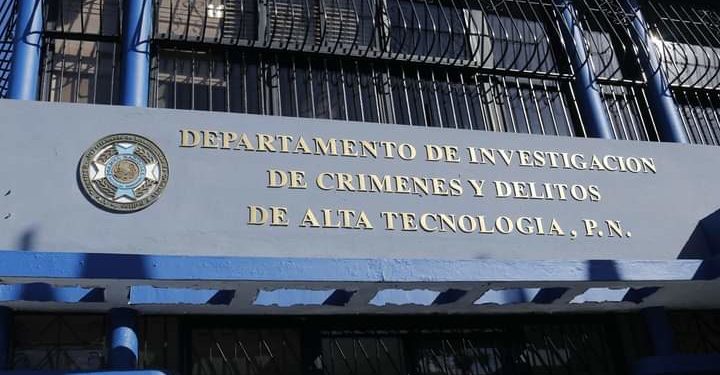 DEPARTAMENTO DE INVESTIGACION
DE CRIMENES Y DELITOS
DE ALTA TECNOLOGIA, P.N.